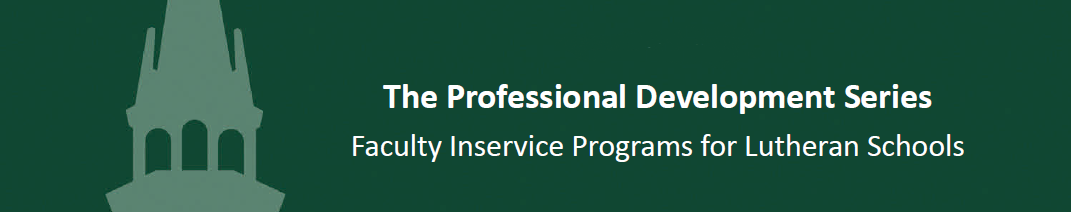 The Professional Development Series
Faculty Inservice Programs for Lutheran Schools